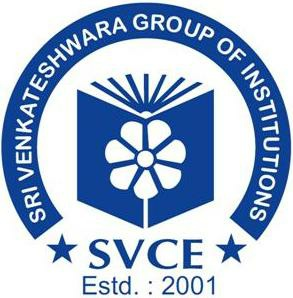 SRI VENKATESHWARA GROUP OF INSTITUTIONS
SVCE
Estd. : 2001